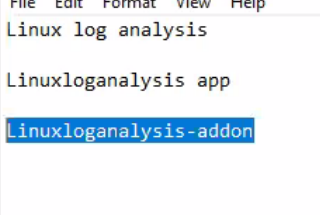 File Edit Format View Help
Linux log analysis
Linuxloganalysis app
Linuxloganalysis-addon